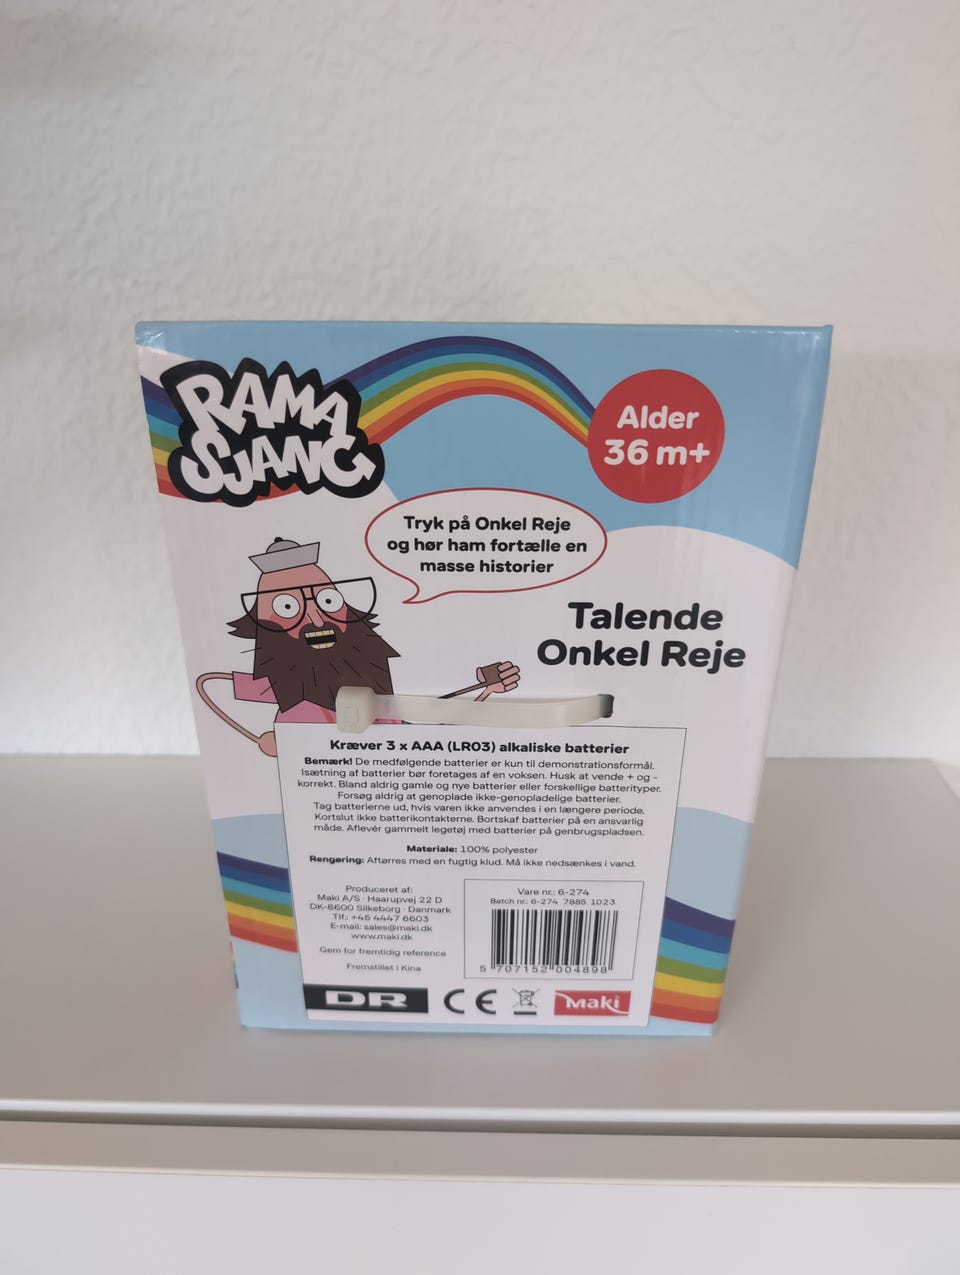 RAMA
SJANG
Alder
36 m+
Tryk på Onkel Reje
og hør ham fortælle en
masse historier
Talende
Onkel Reje
Kræver 3 x AAA (LR03) alkaliske batterier
Bemærk! De medfølgende batterier er kun til demonstrationsformål.
Isætning af batterier bør foretages af en voksen. Husk at vende + og -
korrekt. Bland aldrig gamle og nye batterier eller forskellige batterityper.
Forsøg aldrig at genoplade ikke-genopladelige batterier.
Tag batterierne ud, hvis varen ikke anvendes i en længere periode.
Kortslut ikke batterikontakterne. Bortskaf batterier på en ansvarlig
måde. Aflevér gammelt legetøj med batterier på genbrugspladsen.
Materiale: 100% polyester
Rengøring: Aftørres med en fugtig klud. Må ikke nedsænkes i vand.
Produceret af:
Maki A/S · Haarupvej 22 D
DK-8600 Silkeborg · Danmark
Tlf.: +45 4447 6603
E-mail: sales@maki.dk
www.maki.dk
Gem for fremtidig reference
Fremstillet i Kina
Vare nr.: 6-274
Batch nr.: 6-274 7885 1023
5 707152 004898
DR CE Maki